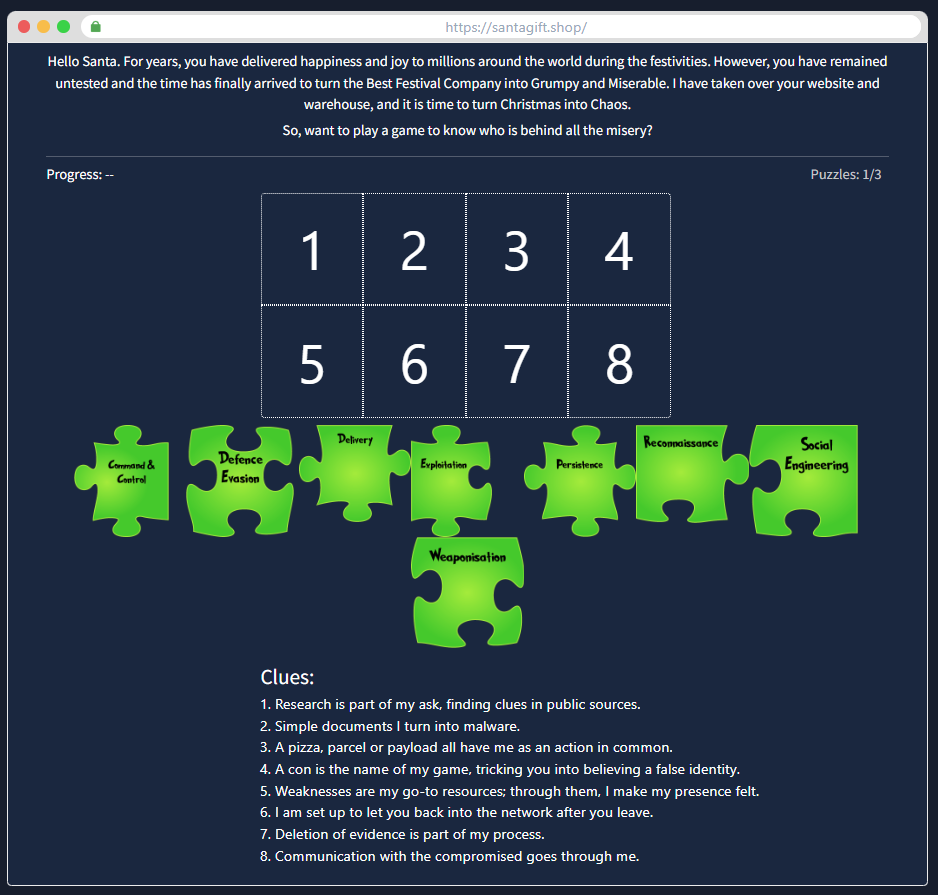 https://santagift.shop/
Hello Santa. For years, you have delivered happiness and joy to millions around the world during the festivities. However, you have remained
untested and the time has finally arrived to turn the Best Festival Company into Grumpy and Miserable. I have taken over your website and
warehouse, and it is time to turn Christmas into Chaos.
So, want to play a game to know who is behind all the misery?
Progress: --
Puzzles: 1/3
1 2 3 4
5 6 7 8
Command &
Control
Defence
Evasion
Delivery
Exploitation
Persistence
Reconnaissance
Social
Engineering
Weaponisation
Clues:
1. Research is part of my ask, finding clues in public sources.
2. Simple documents I turn into malware.
3. A pizza, parcel or payload all have me as an action in common.
4. A con is the name of my game, tricking you into believing a false identity.
5. Weaknesses are my go-to resources; through them, I make my presence felt.
6. I am set up to let you back into the network after you leave.
7. Deletion of evidence is part of my process.
8. Communication with the compromised goes through me.